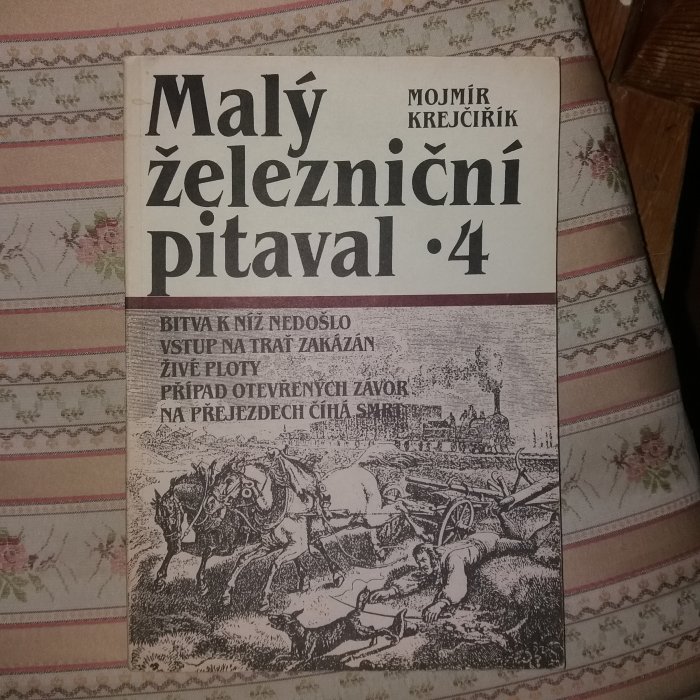 Malý
železniční
pitaval · 4
MOJMÍR
KREJČIŘÍK
BITVA K NÍŽ NEDOŠLO
VSTUP NA TRAŤ ZAKÁZÁN
ŽIVÉ PLOTY
PŘÍPAD OTEVŘENÝCH ZÁVOR
NA PŘEJEZDECH ČÍHÁ SMRT